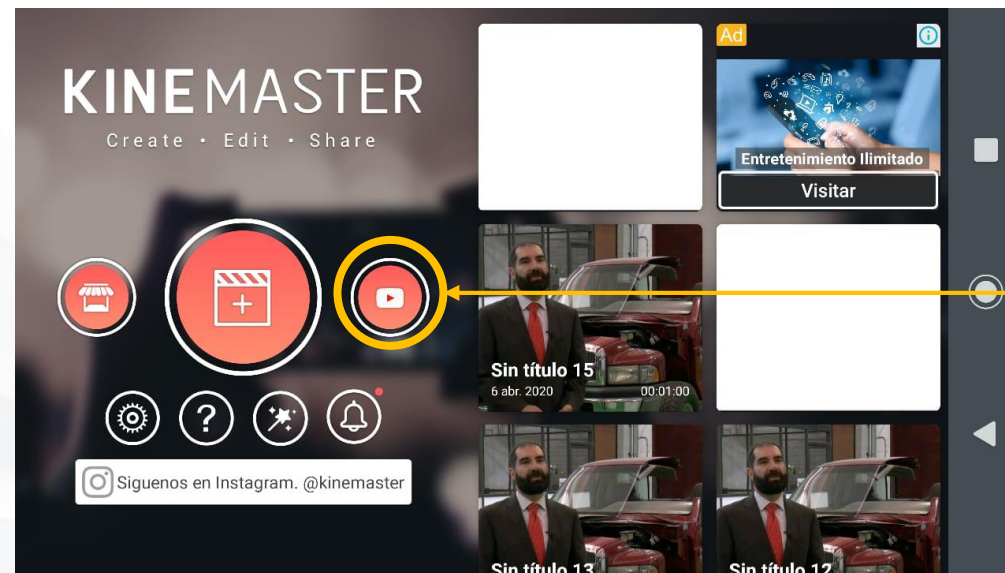 KINEMASTER
Create • Edit • Share
Siguenos en Instagram. @kinemaster
Ad
Entretenimiento Ilimitado
Visitar
Sin título 15
6 abr. 2020 00:01:00
Sin título 13
Sin título 12